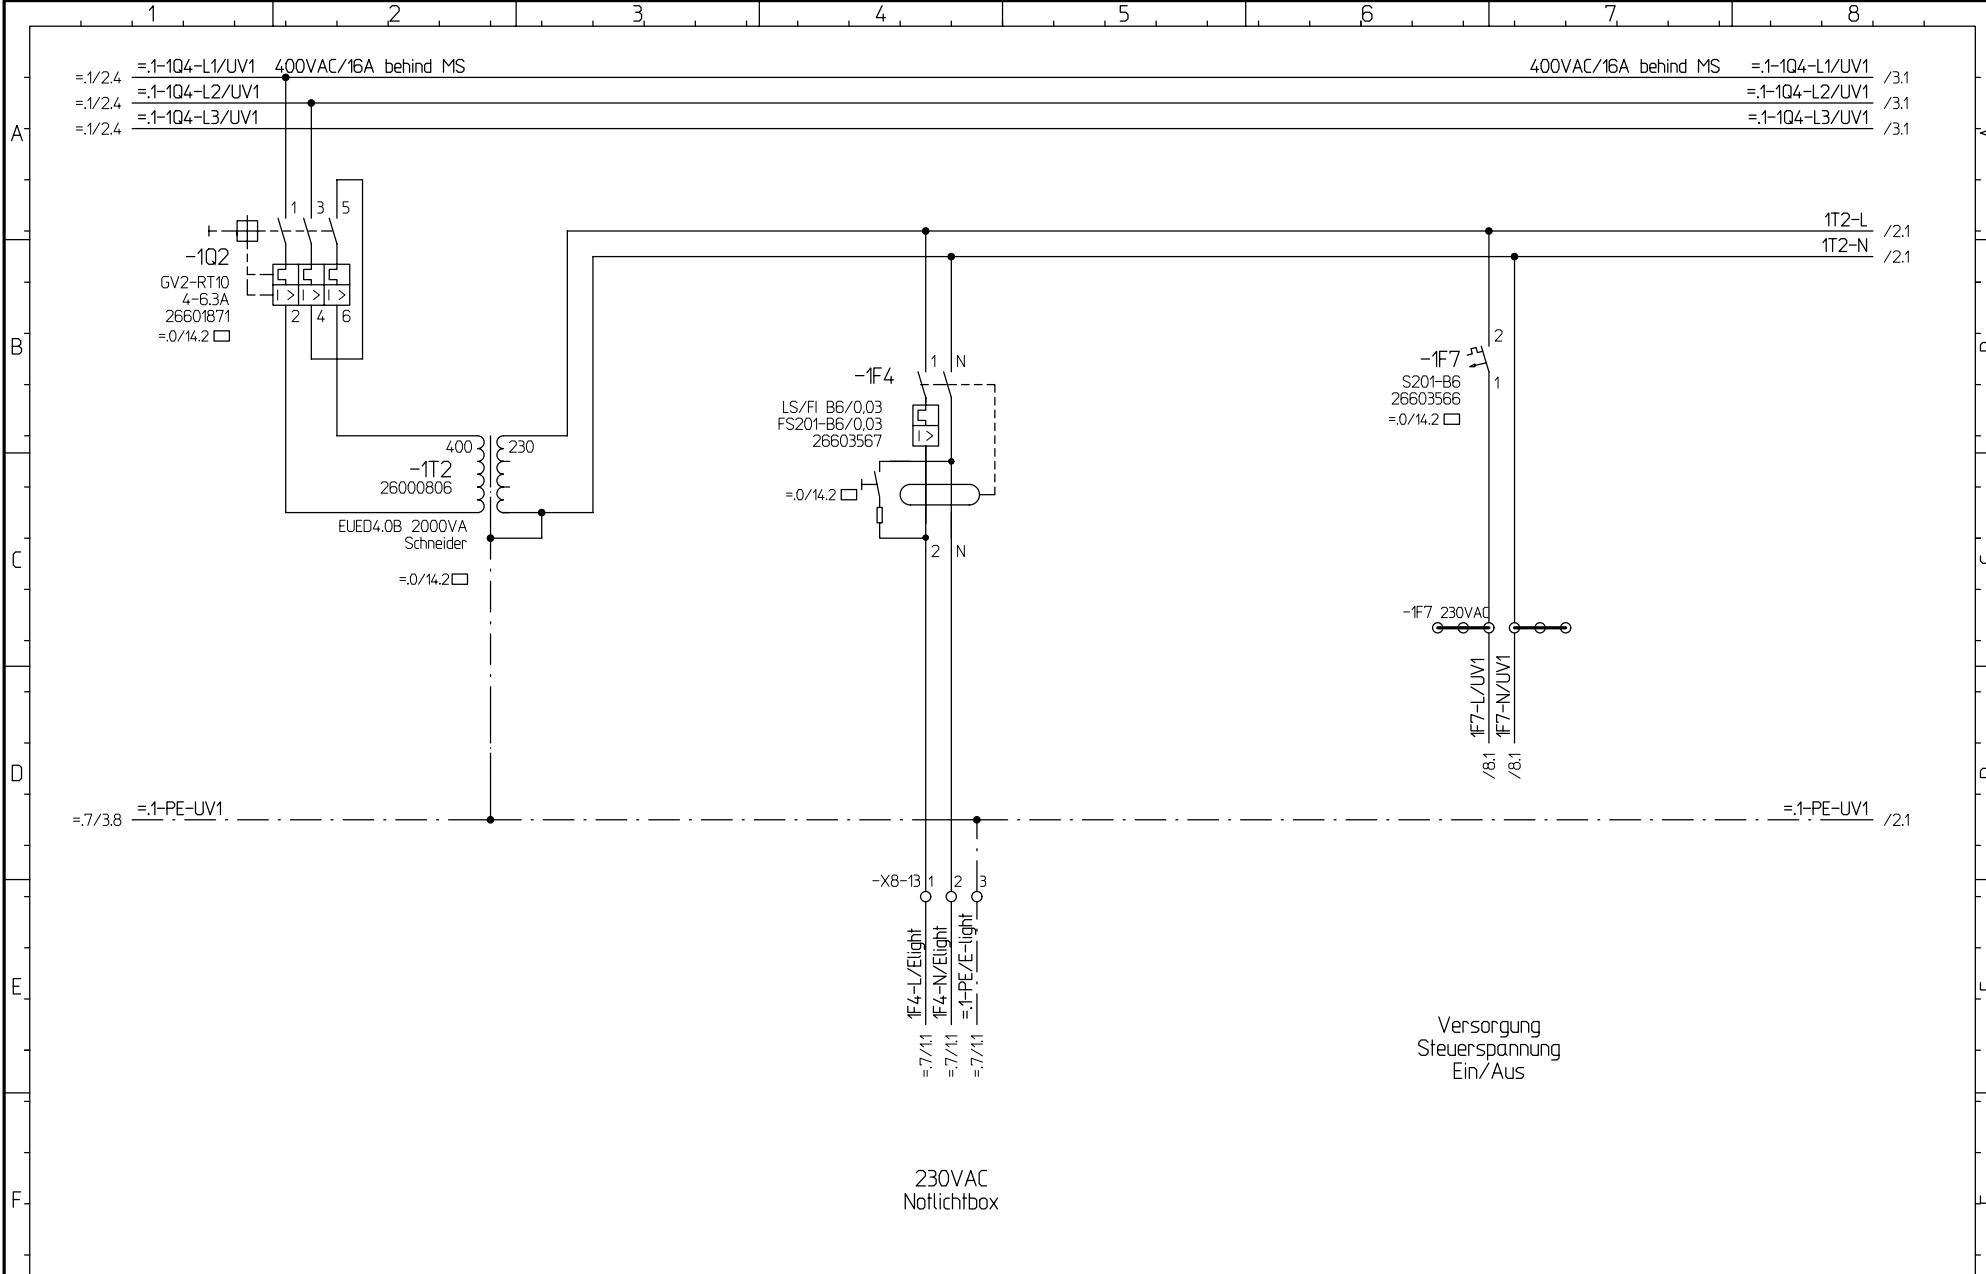 1 2 3 4 5 6 7 8
=.1/2.4 =.1-1Q4-L1/UV1 400VAC/16A behind MS 400VAC/16A behind MS =.1-1Q4-L1/UV1 /3.1
=.1/2.4 =.1-1Q4-L2/UV1 =.1-1Q4-L2/UV1 /3.1
=.1/2.4 =.1-1Q4-L3/UV1 =.1-1Q4-L3/UV1 /3.1
A
1 3 5
1T2-L /2.1
1T2-N /2.1
-1Q2
GV2-RT10
4-6.3A
26601871
=.0/14.2
I > I > I >
2 4 6
B
1 N
-1F4
LS/FI B6/0,03
FS201-B6/0,03
26603567
I >
=.0/14.2
2 N
2
-1F7
S201-B6
26603566
=.0/14.2
1
400 230
-1T2
26000806
EUED4.0B 2000VA
Schneider
=.0/14.2
C
-1F7 230VAC
1F7-L/UV1
1F7-N/UV1
/8.1
/8.1
D
=.7/3.8 =.1-PE-UV1 =.1-PE-UV1 /2.1
-X8-13 1 2 3
1F4-L/Elight
1F4-N/Elight
=.1-PE/E-light
=.7/1.1
=.7/1.1
=.7/1.1
E
Versorgung
Steuerspannung
Ein/Aus
F
230VAC
Notlichtbox